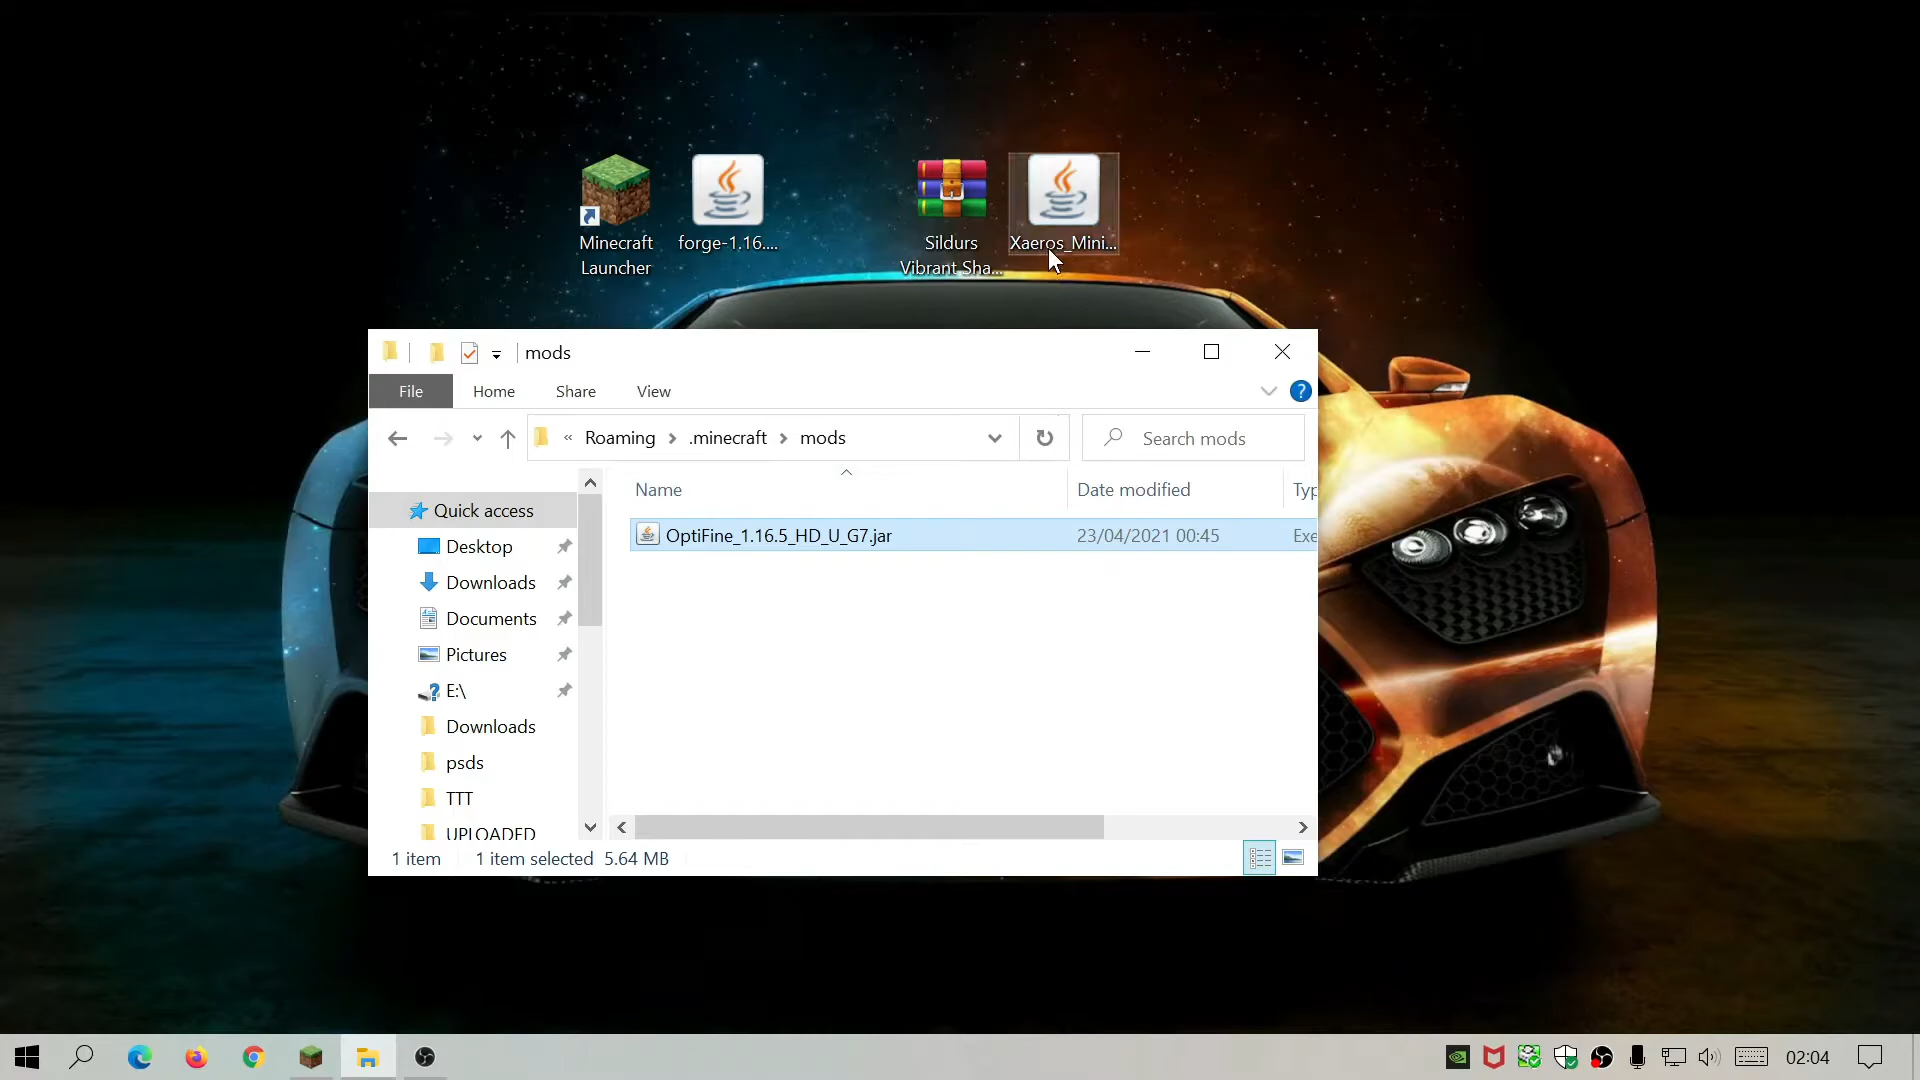 Minecraft
Launcher
forge-1.16....
Sildurs
Vibrant Sha...
Xaeros_Mini...
mods
File
Home
Share
View
?
« Roaming > .minecraft > mods
Search mods
Name
Date modified
Typ
Quick access
OptiFine_1.16.5_HD_U_G7.jar
23/04/2021 00:45
Exe
Desktop
Downloads
Documents
Pictures
E:\
Downloads
psds
TTT
UPLOADED
1 item
1 item selected 5.64 MB
02:04